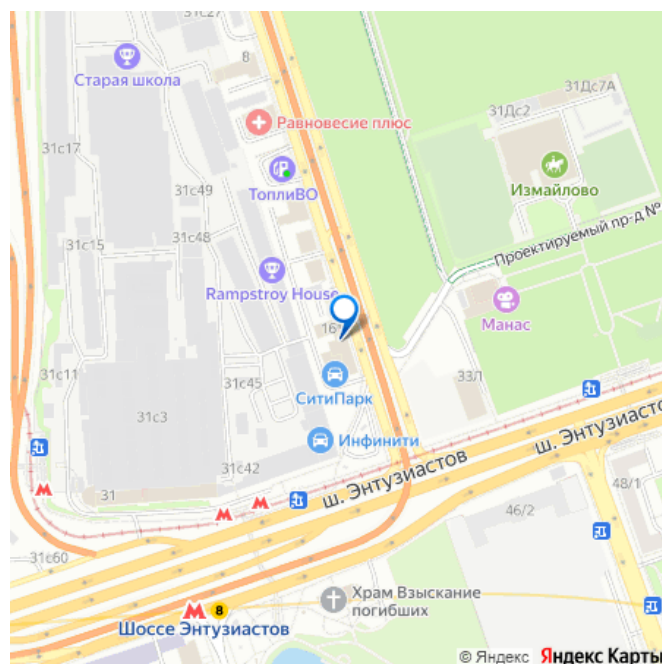 31с27
8
Старая школа
31Дс7А
31Дс2
Равновесие плюс
31с17
ТоплиВО
Измайлово
31с49
31с48
31с15
Проектируемый пр-д №
Rampstroy House
Манас
16
31с11
СитиПарк
33Л
31с45
31с3
Инфинити
ш. Энтузиастов
ш. Энтузиастов
31с42
31
48/1
46/2
31с60
8
Шоссе Энтузиастов
Храм Взыскание
погибших
© Яндекс Яндекс Карты